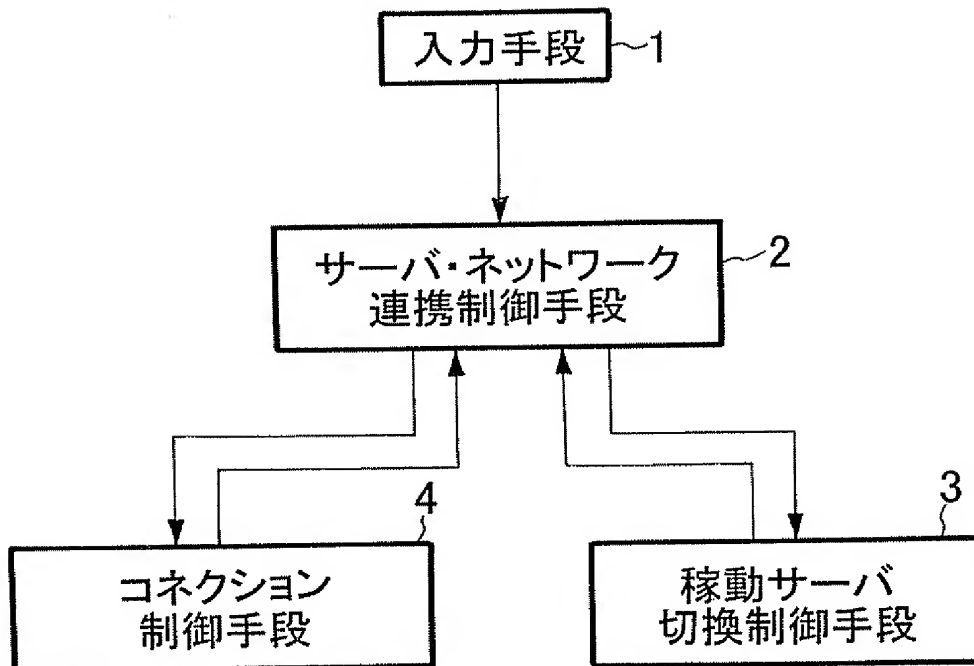 入力手段
1
サーバ・ネットワーク
連携制御手段
2
4
コネクション
制御手段
3
稼動サーバ
切換制御手段